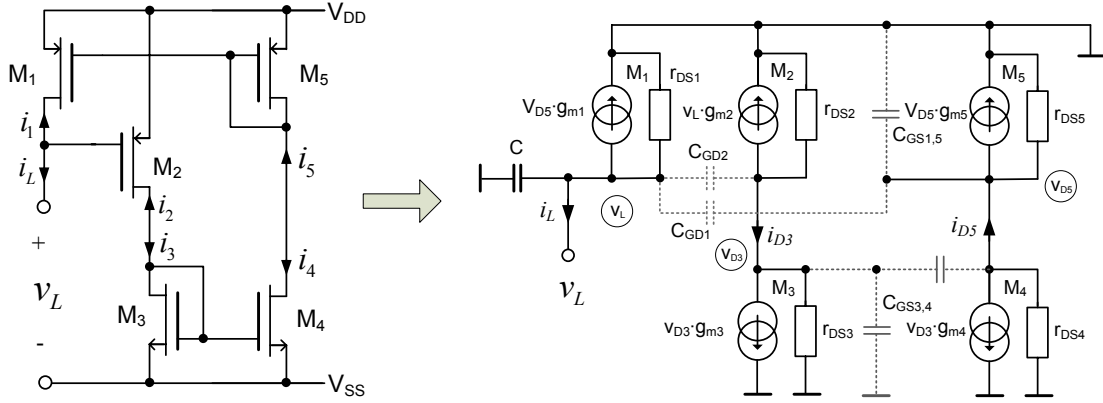 V_DD
M_1
M_5
i_1
i_L
M_2
i_5
i_2
+
i_3
i_4
v_L
M_3
M_4
-
V_SS
M_1
r_DS1
M_2
M_5
V_D5·g_m1
v_L·g_m2
r_DS2
V_D5·g_m5
r_DS5
C_GS1,5
C
C_GD2
i_L
v_L
C_GD1
v_D5
i_D3
i_D5
v_D3
v_L
M_3
M_4
C_GS3,4
v_D3·g_m3
r_DS3
v_D3·g_m4
r_DS4